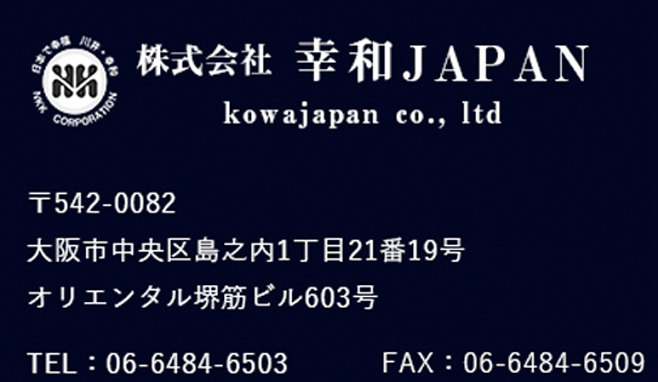 株式会社 幸和JAPAN
kowajapan co., ltd
NKK CORPORATION
〒542-0082
大阪市中央区島之内1丁目21番19号
オリエンタル堺筋ビル603号
TEL：06-6484-6503 FAX：06-6484-6509